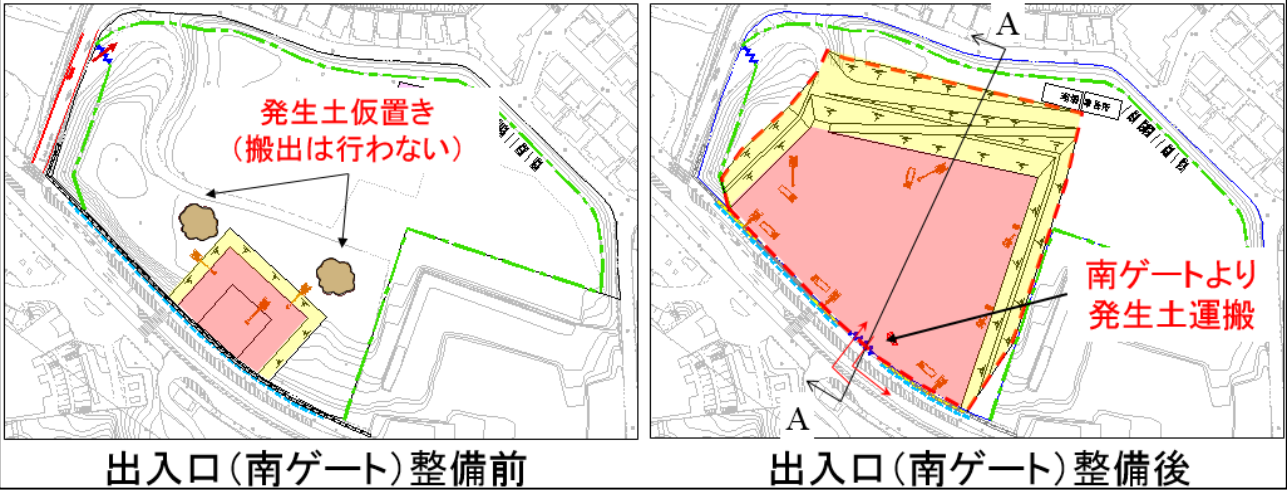 発生土仮置き
（搬出は行わない）
出入口（南ゲート）整備前
A
南ゲートより
発生土運搬
A
出入口（南ゲート）整備後